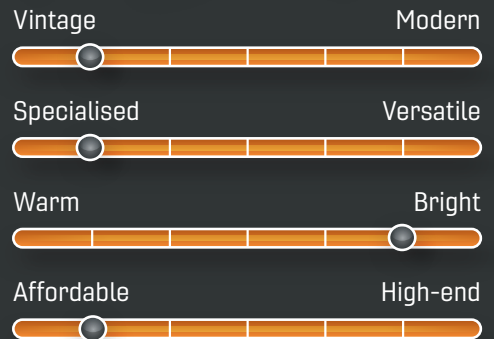 Vintage Modern
Specialised Versatile
Warm Bright
Affordable High-end